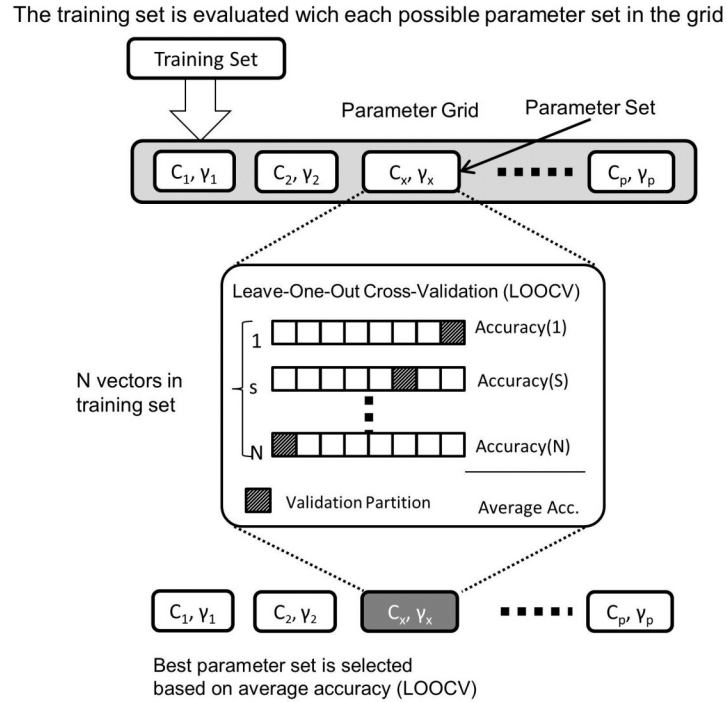 The training set is evaluated wich each possible parameter set in the grid
Training Set
Parameter Grid
Parameter Set
C₁, γ₁
C₂, γ₂
Cₓ, γₓ
Cₚ, γₚ
Leave-One-Out Cross-Validation (LOOCV)
1
Accuracy(1)
N vectors in
training set
s
Accuracy(S)
N
Accuracy(N)
Validation Partition
Average Acc.
C₁, γ₁
C₂, γ₂
Cₓ, γₓ
Cₚ, γₚ
Best parameter set is selected
based on average accuracy (LOOCV)